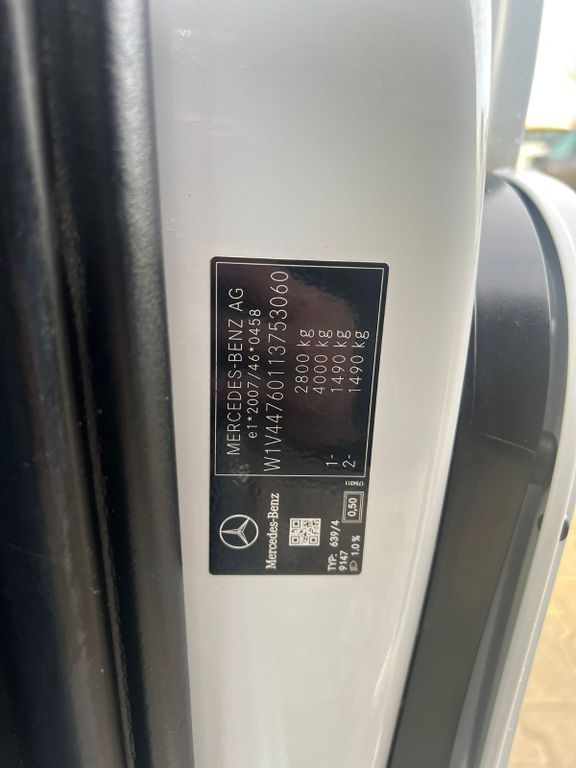 MERCEDES-BENZ AG
e1*2007/46*0458
W1V44760113753060
2800 kg
4000 kg
1- 1490 kg
2- 1490 kg
Mercedes-Benz
TYP: 639/4
9147
1.0 %
0,50
1754311